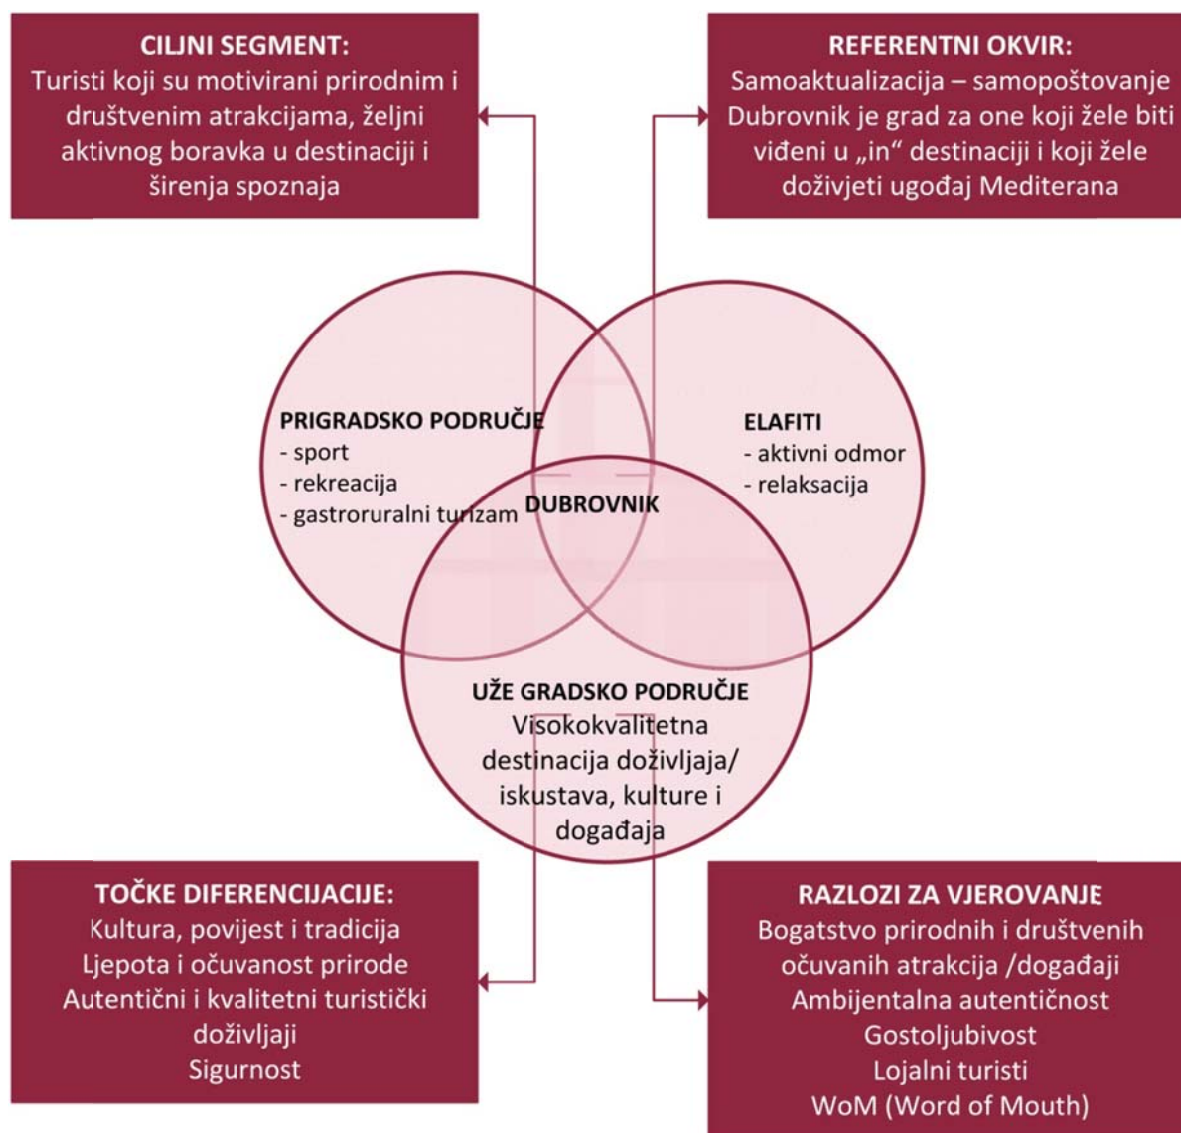 CILJNI SEGMENT:
Turisti koji su motivirani prirodnim i
društvenim atrakcijama, željni
aktivnog boravka u destinaciji i
širenja spoznaja
REFERENTNI OKVIR:
Samoaktualizacija – samopoštovanje
Dubrovnik je grad za one koji žele biti
viđeni u „in“ destinaciji i koji žele
doživjeti ugođaj Mediterana
PRIGRADSKO PODRUČJE
- sport
- rekreacija
- gastroruralni turizam
ELAFITI
- aktivni odmor
- relaksacija
DUBROVNIK
UŽE GRADSKO PODRUČJE
Visokokvalitetna
destinacija doživljaja/
iskustava, kulture i
događaja
TOČKE DIFERENCIJACIJE:
Kultura, povijest i tradicija
Ljepota i očuvanost prirode
Autentični i kvalitetni turistički
doživljaji
Sigurnost
RAZLOZI ZA VJEROVANJE
Bogatstvo prirodnih i društvenih
očuvanih atrakcija /događaji
Ambijentalna autentičnost
Gostoljubivost
Lojalni turisti
WoM (Word of Mouth)